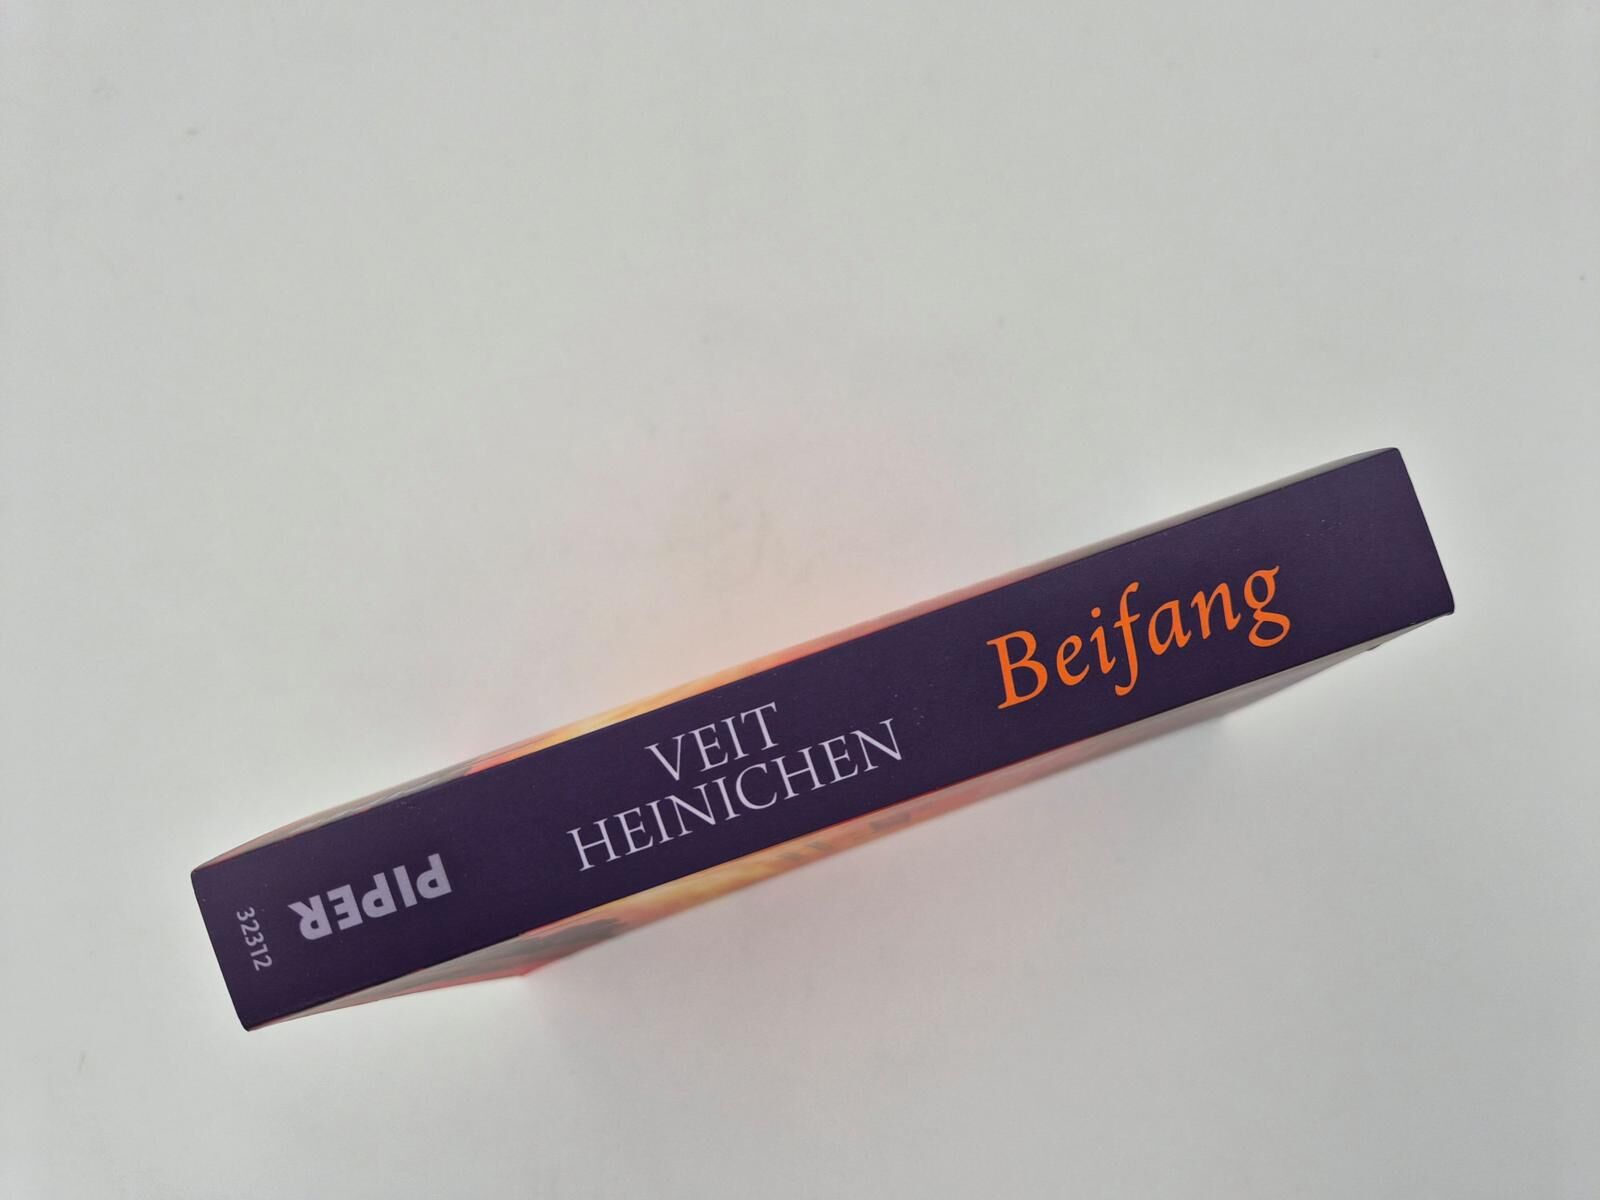 VEIT
HEINICHEN
Beifang
PIPER
32312